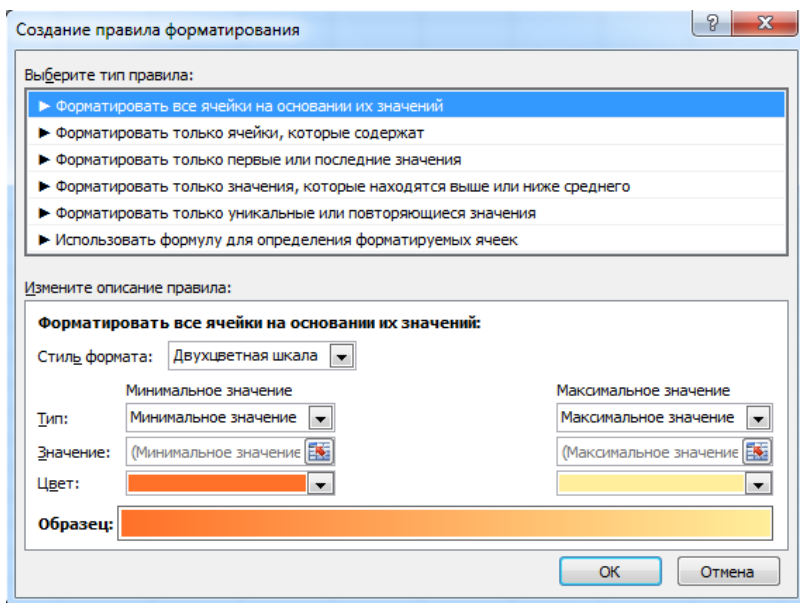 Создание правила форматирования
Выберите тип правила:
► Форматировать все ячейки на основании их значений
► Форматировать только ячейки, которые содержат
► Форматировать только первые или последние значения
► Форматировать только значения, которые находятся выше или ниже среднего
► Форматировать только уникальные или повторяющиеся значения
► Использовать формулу для определения форматируемых ячеек
Измените описание правила:
Форматировать все ячейки на основании их значений:
Стиль формата: Двухцветная шкала
Минимальное значение Максимальное значение
Тип: Минимальное значение Максимальное значение
Значение: (Минимальное значение (Максимальное значение
Цвет:
Образец:
ОК Отмена